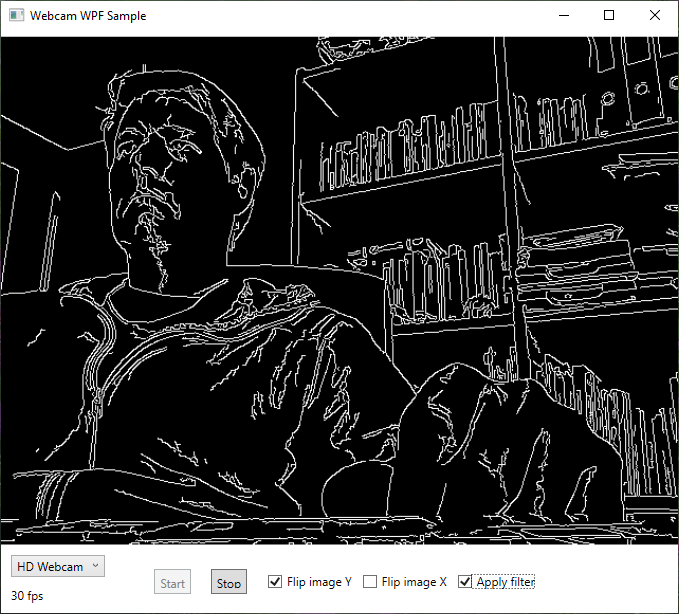 Webcam WPF Sample
HD Webcam
Start
Stop
Flip image Y
Flip image X
Apply filter
30 fps